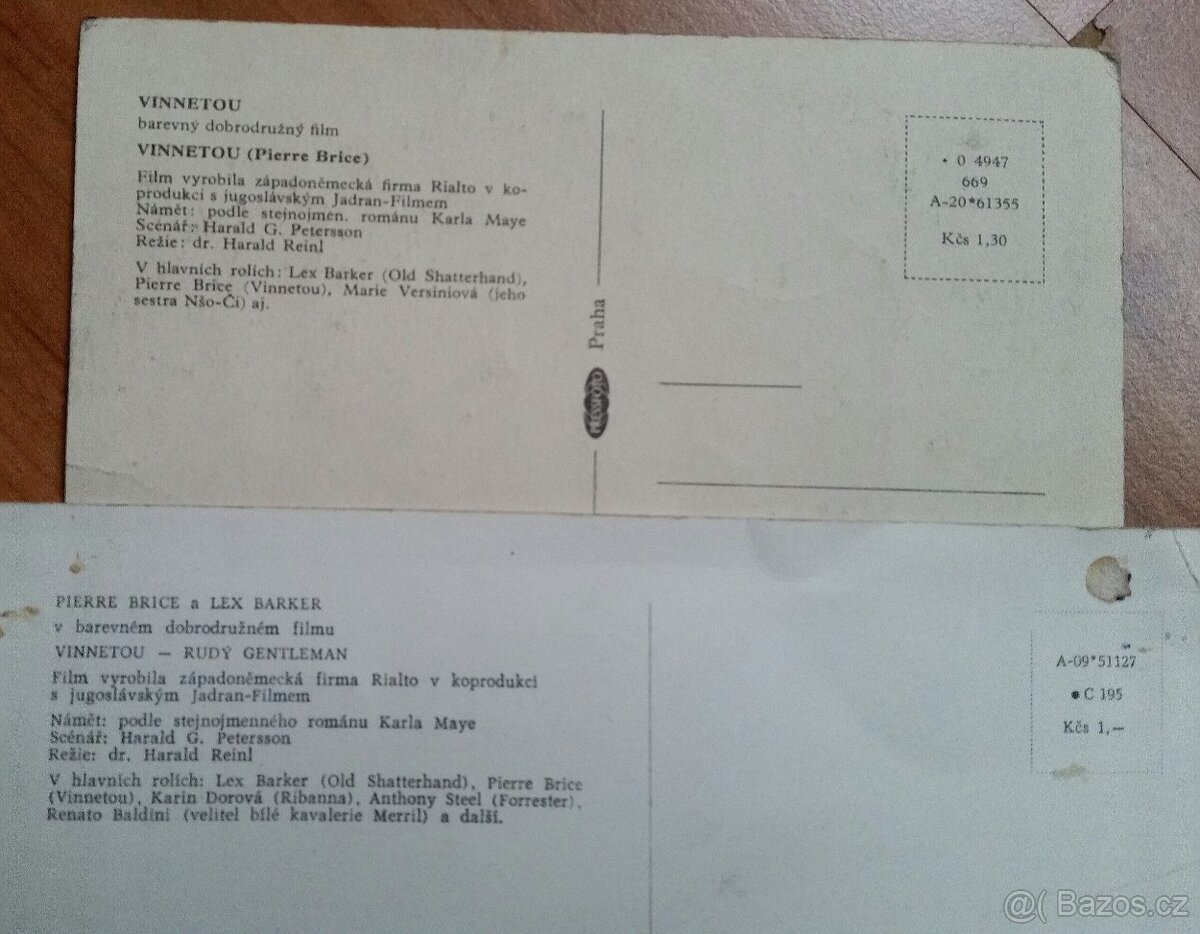 VINNETOU
barevný dobrodružný film
VINNETOU (Pierre Brice)
Film vyrobila západoněmecká firma Rialto v ko-
produkci s jugoslávským Jadran-Filmem
Námět: podle stejnojmen. románu Karla Maye
Scénář: Harald G. Petersson
Režie: dr. Harald Reinl
V hlavních rolích: Lex Barker (Old Shatterhand),
Pierre Brice (Vinnetou), Marie Versiniová (jeho
sestra Nšo-Či) aj.
PRESSFOTO Praha
• 0 4947
669
A-20*61355
Kčs 1,30
PIERRE BRICE a LEX BARKER
v barevném dobrodružném filmu
VINNETOU — RUDÝ GENTLEMAN
Film vyrobila západoněmecká firma Rialto v koprodukci
s jugoslávským Jadran-Filmem
Námět: podle stejnojmenného románu Karla Maye
Scénář: Harald G. Petersson
Režie: dr. Harald Reinl
V hlavních rolích: Lex Barker (Old Shatterhand), Pierre Brice
(Vinnetou), Karin Dorová (Ribanna), Anthony Steel (Forrester),
Renato Baldini (velitel bílé kavalerie Merril) a další.
A-09*51127
● C 195
Kčs 1,—
@( Bazos.cz